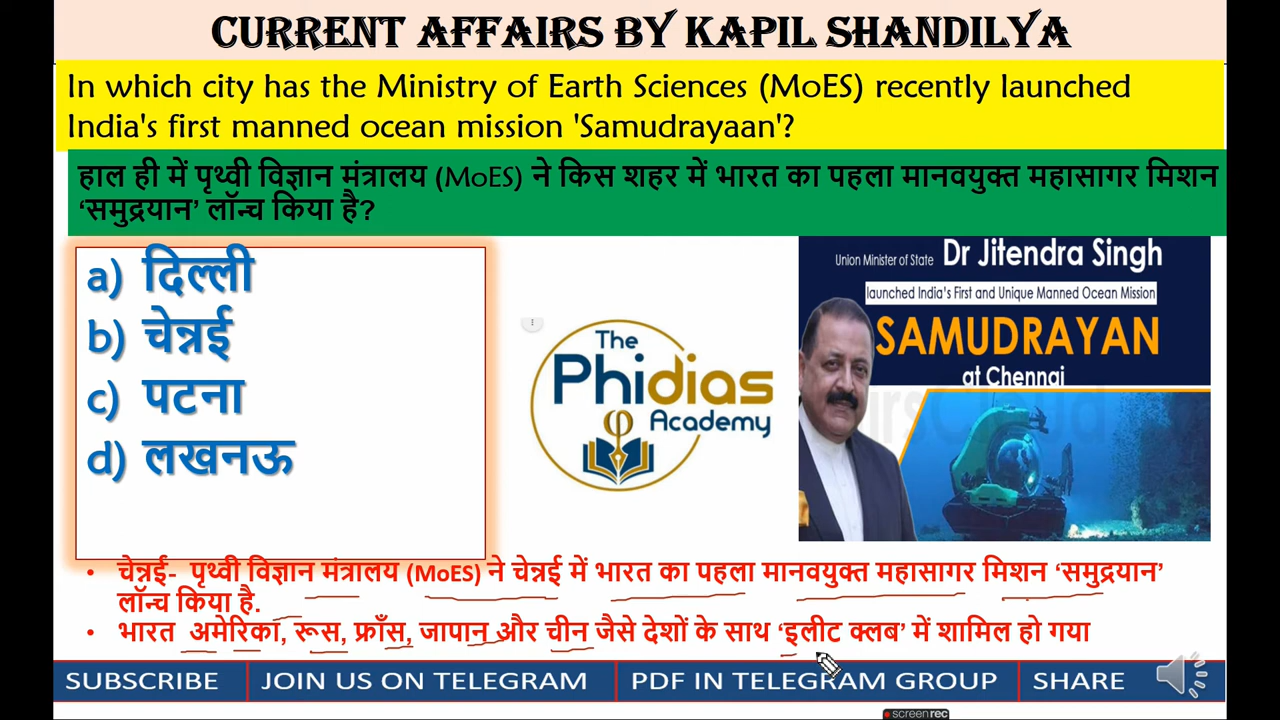 CURRENT AFFAIRS BY KAPIL SHANDILYA
In which city has the Ministry of Earth Sciences (MoES) recently launched
India's first manned ocean mission 'Samudrayaan'?
हाल ही में पृथ्वी विज्ञान मंत्रालय (MoES) ने किस शहर में भारत का पहला मानवयुक्त महासागर मिशन
‘समुद्रयान’ लॉन्च किया है?
a) दिल्ली
b) चेन्नई
c) पटना
d) लखनऊ
The
Phidias
Academy
Union Minister of State Dr Jitendra Singh
launched India's First and Unique Manned Ocean Mission
SAMUDRAYAN
at Chennai
• चेन्नई- पृथ्वी विज्ञान मंत्रालय (MoES) ने चेन्नई में भारत का पहला मानवयुक्त महासागर मिशन ‘समुद्रयान’
लॉन्च किया है.
• भारत अमेरिका, रूस, फ्राँस, जापान और चीन जैसे देशों के साथ ‘इलीट क्लब’ में शामिल हो गया
SUBSCRIBE JOIN US ON TELEGRAM PDF IN TELEGRAM GROUP SHARE
screenrec